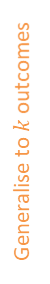 Generalise to k outcomes